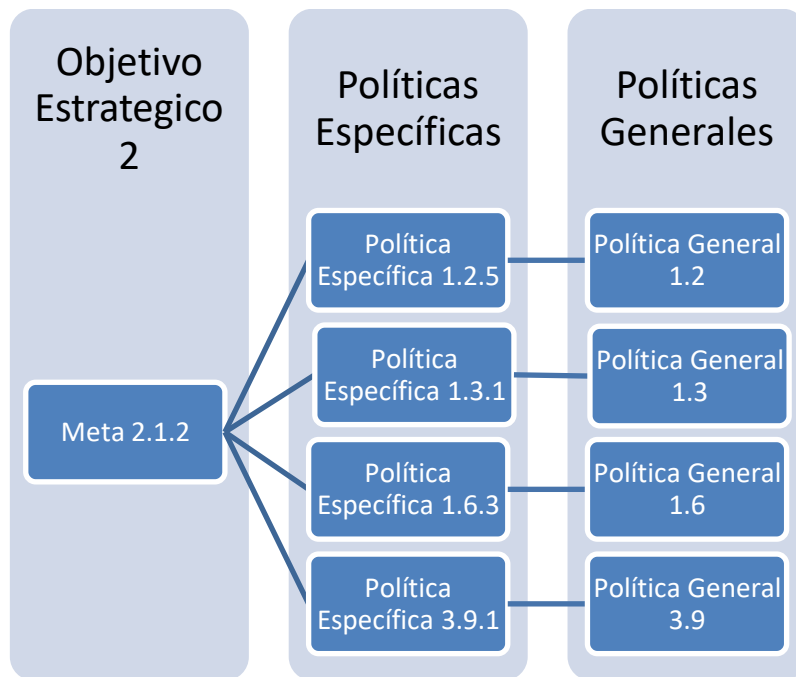 Objetivo
Estrategico
2
Políticas
Específicas
Políticas
Generales
Meta 2.1.2
Política
Específica 1.2.5
Política
Específica 1.3.1
Política
Específica 1.6.3
Política
Específica 3.9.1
Política General
1.2
Política General
1.3
Política General
1.6
Política General
3.9